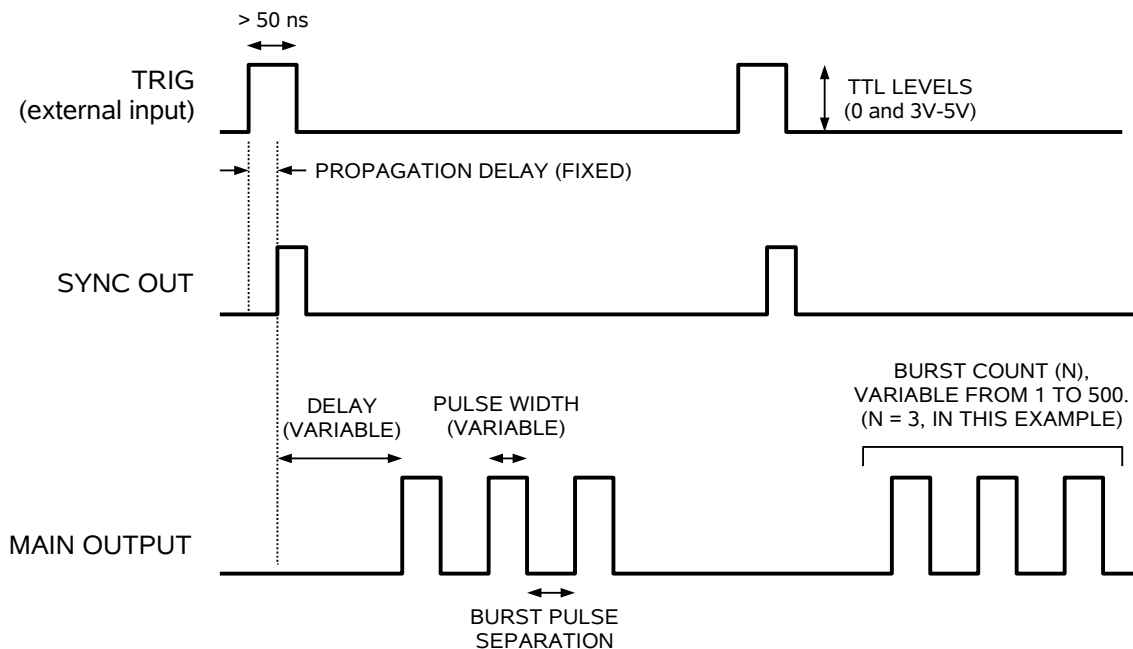 > 50 ns
TRIG
(external input)
TTL LEVELS
(0 and 3V-5V)
PROPAGATION DELAY (FIXED)
SYNC OUT
BURST COUNT (N),
VARIABLE FROM 1 TO 500.
(N = 3, IN THIS EXAMPLE)
DELAY
(VARIABLE)
PULSE WIDTH
(VARIABLE)
MAIN OUTPUT
BURST PULSE
SEPARATION